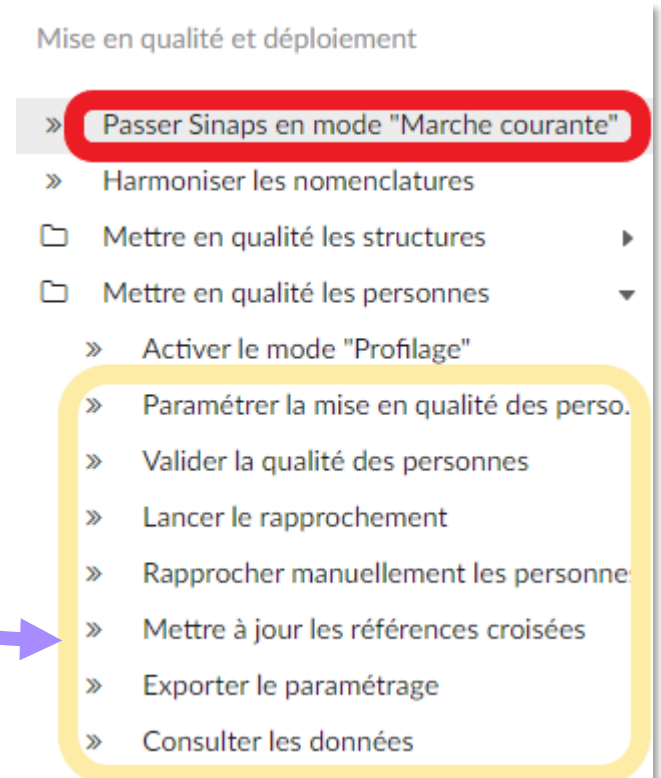 Mise en qualité et déploiement
Passer Sinaps en mode "Marche courante"
Harmoniser les nomenclatures
Mettre en qualité les structures
Mettre en qualité les personnes
Activer le mode "Profilage"
Paramétrer la mise en qualité des perso.
Valider la qualité des personnes
Lancer le rapprochement
Rapprocher manuellement les personne
Mettre à jour les références croisées
Exporter le paramétrage
Consulter les données